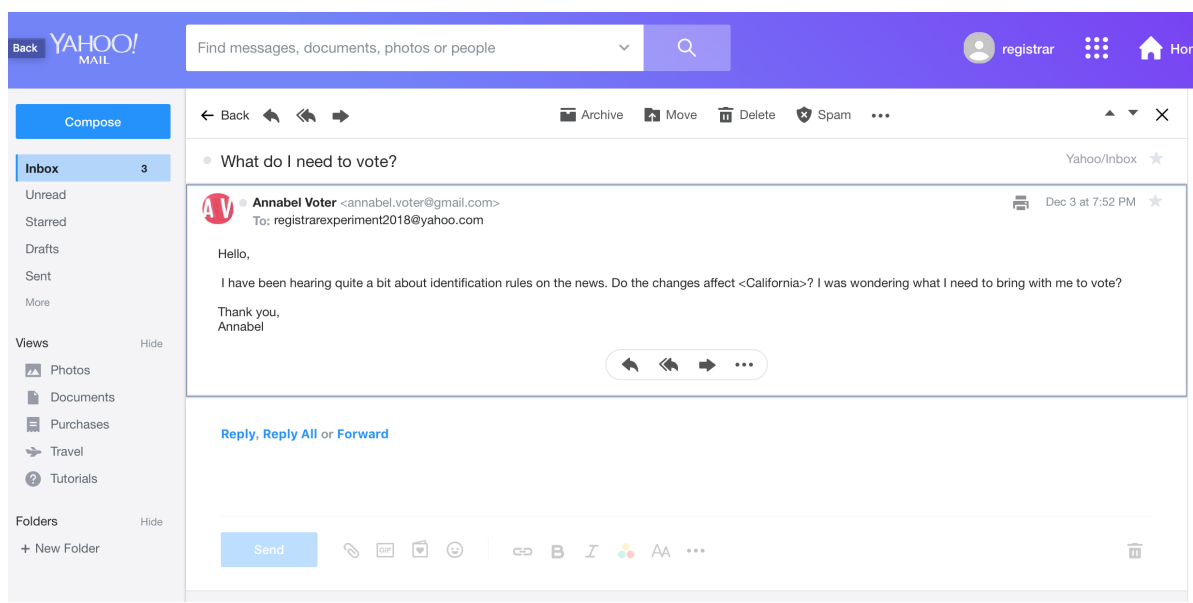 Back YAHOO! MAIL
Find messages, documents, photos or people
registrar
Hor
Compose
Back
Archive
Move
Delete
Spam
What do I need to vote?
Yahoo/Inbox
Inbox 3
Unread
Starred
Drafts
Sent
More
Views Hide
Photos
Documents
Purchases
Travel
? Tutorials
Folders Hide
+ New Folder
AV
Annabel Voter <annabel.voter@gmail.com>
Dec 3 at 7:52 PM
To: registrarexperiment2018@yahoo.com
Hello,
I have been hearing quite a bit about identification rules on the news. Do the changes affect <California>? I was wondering what I need to bring with me to vote?
Thank you,
Annabel
Reply, Reply All or Forward
Send
GIF
B
I
AA